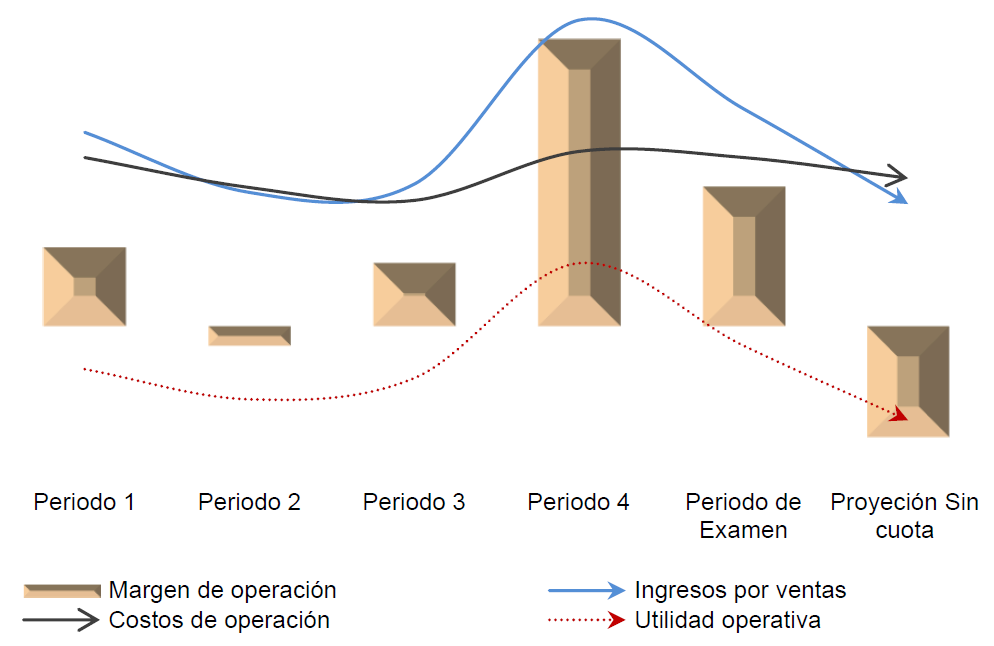 Periodo 1
Periodo 2
Periodo 3
Periodo 4
Periodo de
Examen
Proyeción Sin
cuota
Margen de operación
Ingresos por ventas
Costos de operación
Utilidad operativa